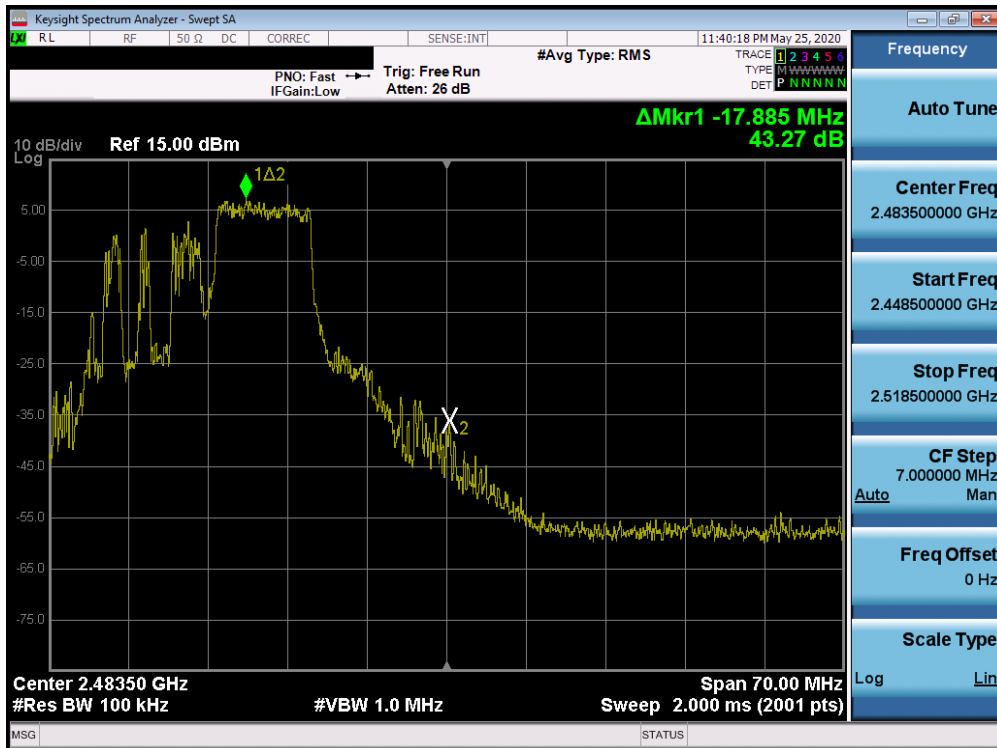 Keysight Spectrum Analyzer - Swept SA
LXI RL RF 50 Ω DC CORREC SENSE:INT 11:40:18 PM May 25, 2020
#Avg Type: RMS TRACE 1 2 3 4 5 6
PNO: Fast Trig: Free Run TYPE M W W W W W
IFGain:Low Atten: 26 dB DET P N N N N N
ΔMkr1 -17.885 MHz
43.27 dB
10 dB/div Ref 15.00 dBm
Log
1Δ2
5.00
-5.00
-15.0
-25.0
-35.0
X2
-45.0
-55.0
-65.0
-75.0
Center 2.48350 GHz Span 70.00 MHz
#Res BW 100 kHz #VBW 1.0 MHz Sweep 2.000 ms (2001 pts)
MSG STATUS
Frequency
Auto Tune
Center Freq
2.483500000 GHz
Start Freq
2.448500000 GHz
Stop Freq
2.518500000 GHz
CF Step
7.000000 MHz
Auto Man
Freq Offset
0 Hz
Scale Type
Log Lin